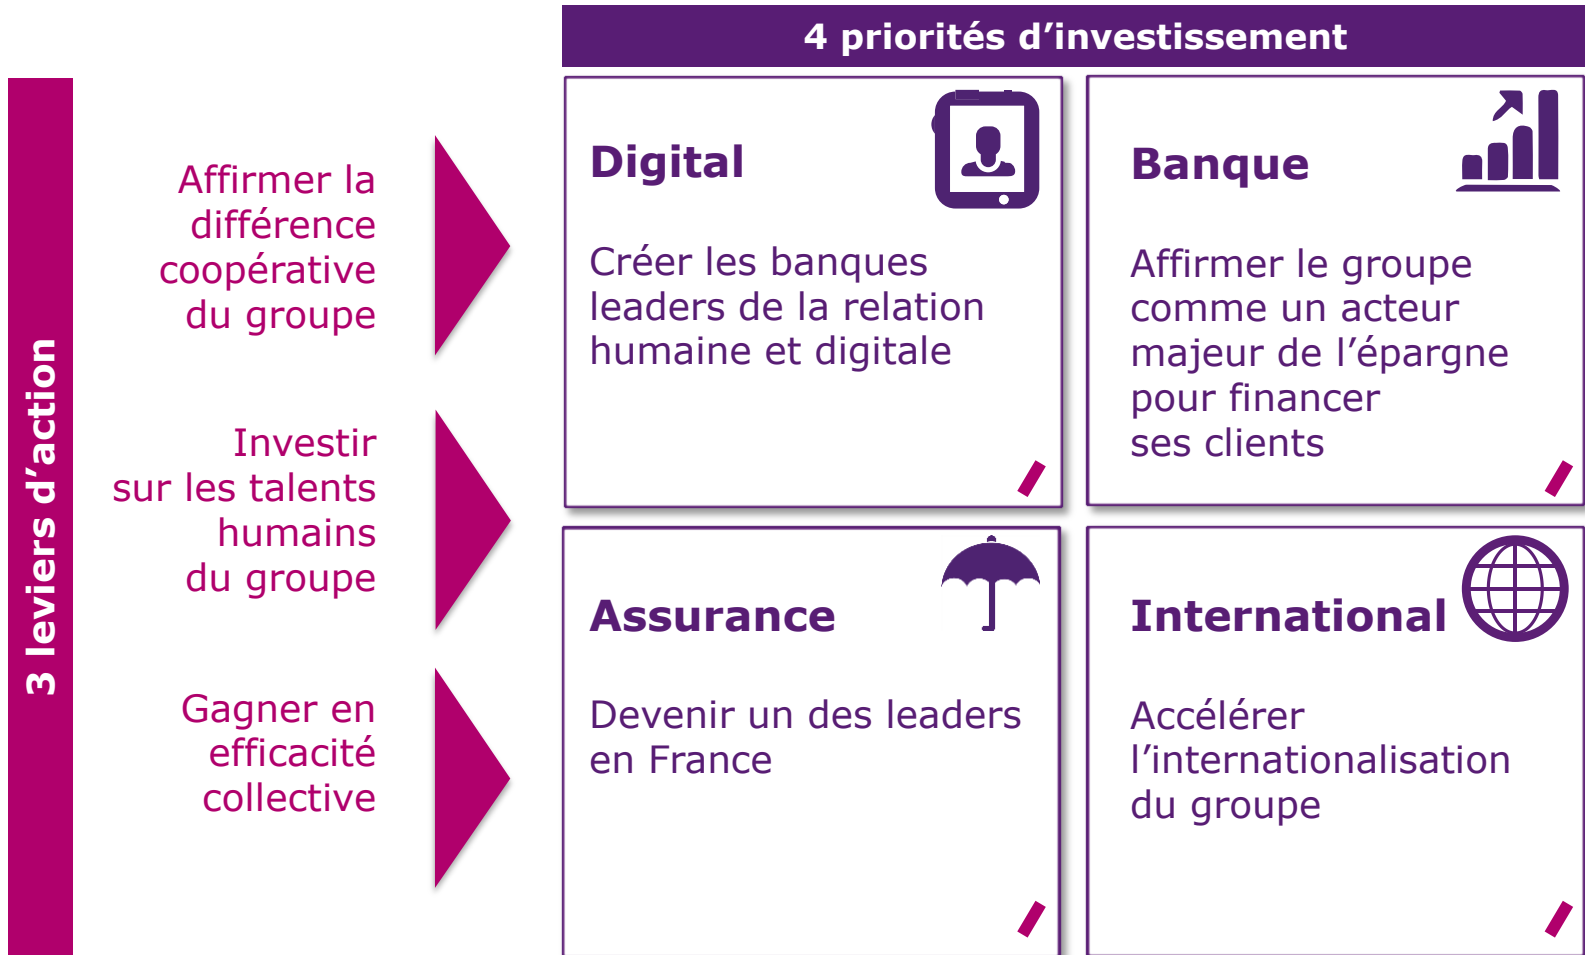 4 priorités d’investissement
3 leviers d’action
Affirmer la
différence
coopérative
du groupe
Investir
sur les talents
humains
du groupe
Gagner en
efficacité
collective
Digital
Créer les banques
leaders de la relation
humaine et digitale
Banque
Affirmer le groupe
comme un acteur
majeur de l’épargne
pour financer
ses clients
Assurance
Devenir un des leaders
en France
International
Accélérer
l’internationalisation
du groupe